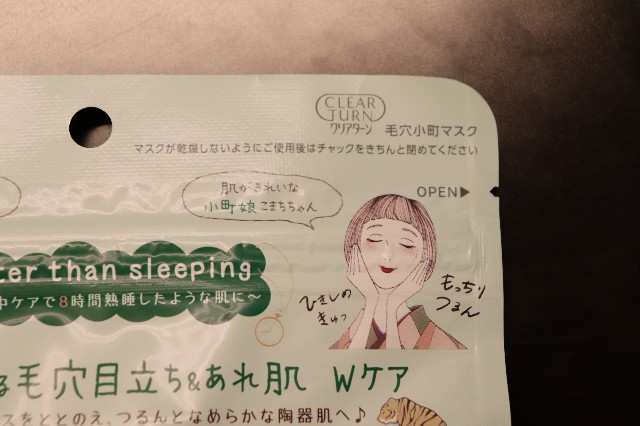 CLEAR
TURN
クリアターン 毛穴小町マスク
マスクが乾燥しないようにご使用後はチャックをきちんと閉めてください
OPEN▶
肌がきれいな
小町娘こまちちゃん
ter than sleeping
中ケアで8時間熟睡したような肌に〜
ひきしめ
きゅっ
もっちり
つるん
る毛穴目立ち&あれ肌 Wケア
スをととのえ、つるんとなめらかな陶器肌へ♪